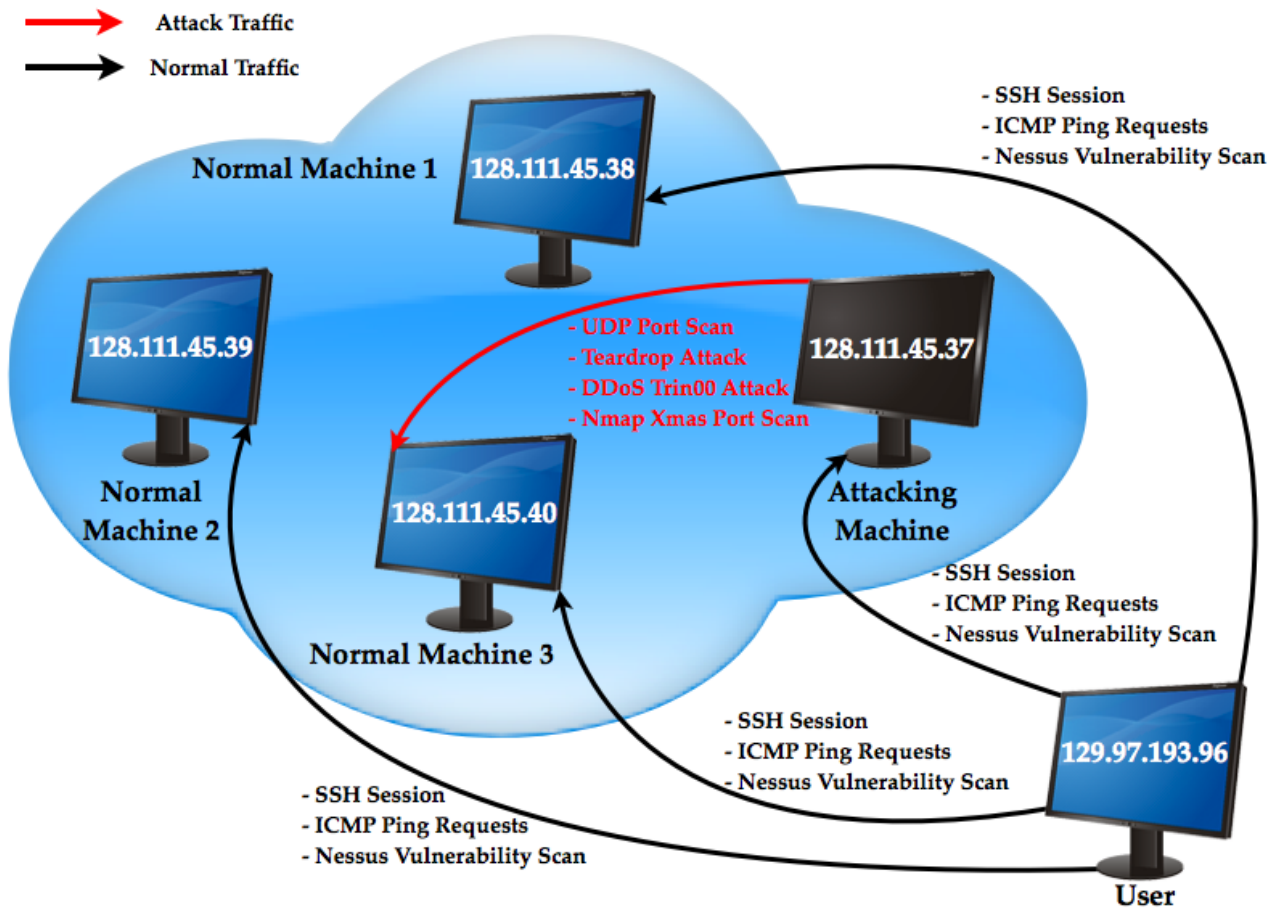 Attack Traffic
Normal Traffic
- SSH Session
- ICMP Ping Requests
- Nessus Vulnerability Scan
Normal Machine 1
128.111.45.38
128.111.45.39
Normal
Machine 2
- UDP Port Scan
- Teardrop Attack
- DDoS Trin00 Attack
- Nmap Xmas Port Scan
128.111.45.37
Attacking
Machine
128.111.45.40
Normal Machine 3
- SSH Session
- ICMP Ping Requests
- Nessus Vulnerability Scan
- SSH Session
- ICMP Ping Requests
- Nessus Vulnerability Scan
129.97.193.96
User
- SSH Session
- ICMP Ping Requests
- Nessus Vulnerability Scan